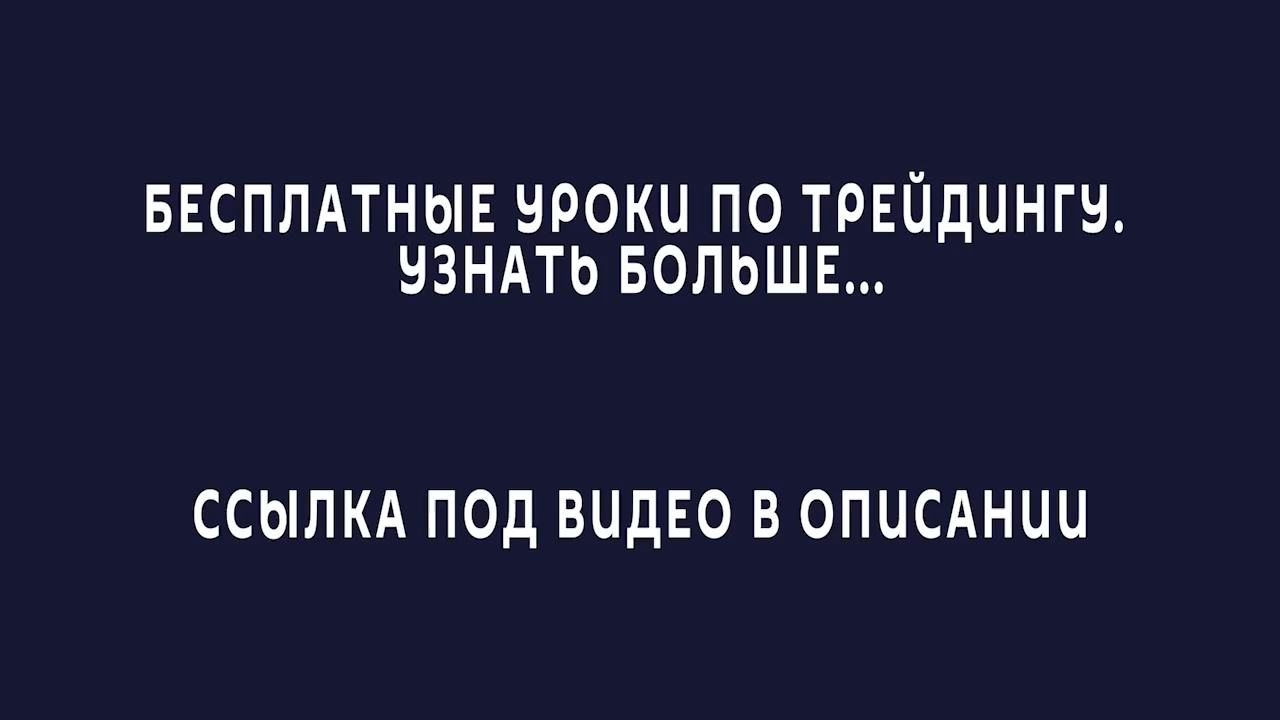 БЕСПЛАТНЫЕ УРОКИ ПО ТРЕЙДИНГУ.
УЗНАТЬ БОЛЬШЕ...
ССЫЛКА ПОД ВИДЕО В ОПИСАНИИ